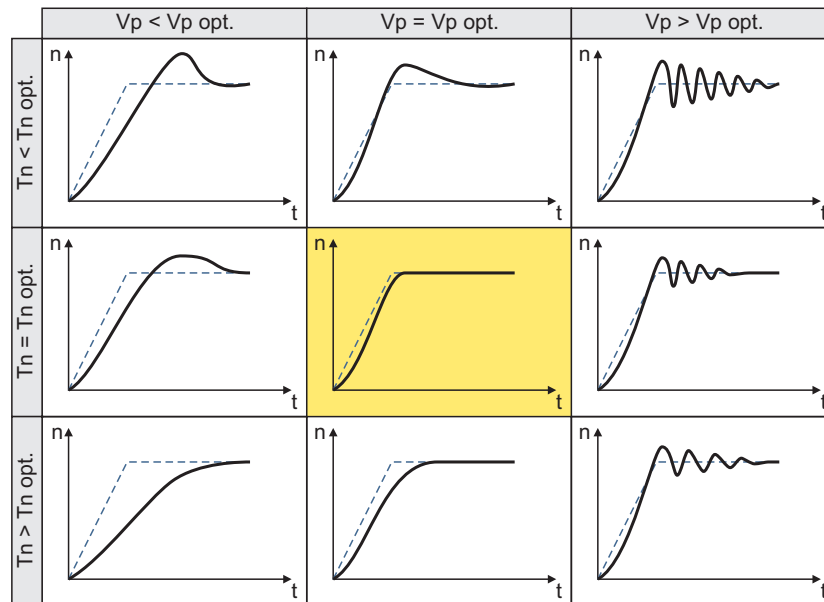 Vp < Vp opt.
Vp = Vp opt.
Vp > Vp opt.
Tn < Tn opt.
n
t
n
t
n
t
Tn = Tn opt.
n
t
n
t
n
t
Tn > Tn opt.
n
t
n
t
n
t